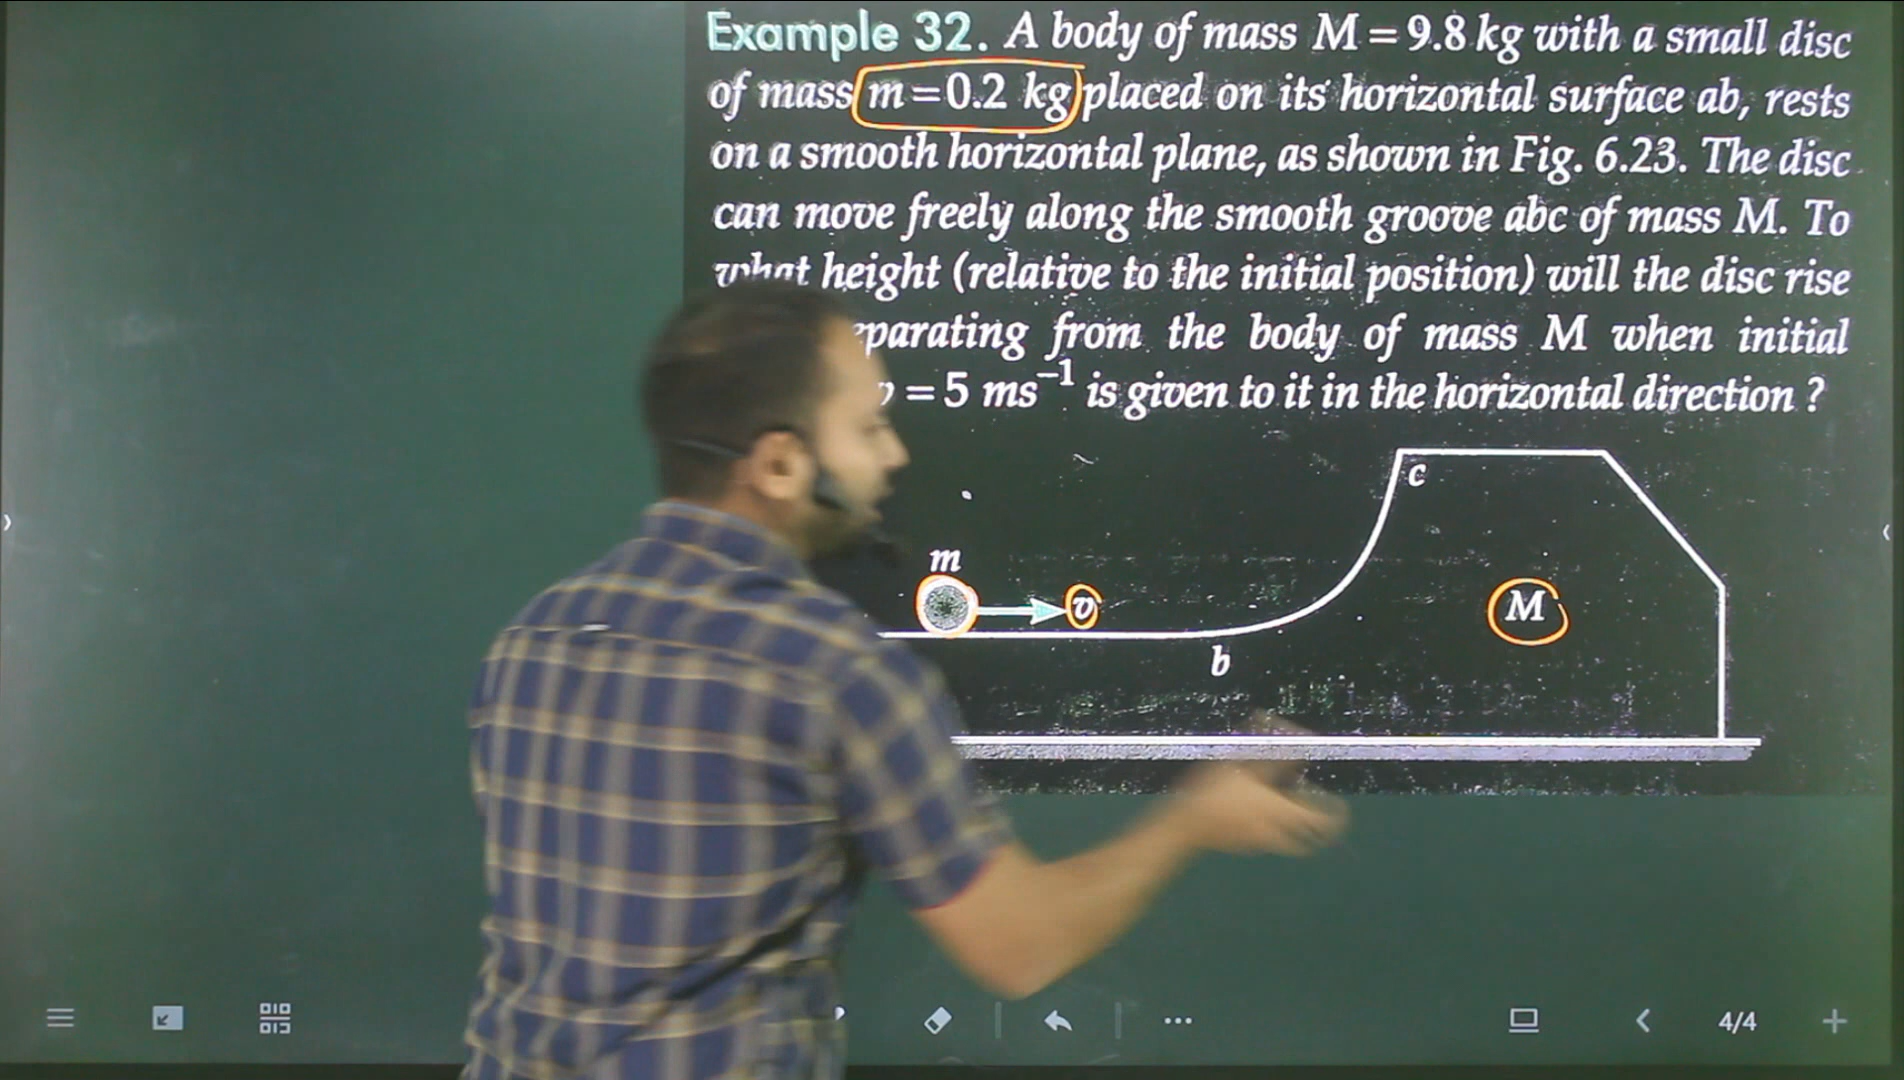 Example 32. A body of mass M = 9.8 kg with a small disc
of mass m = 0.2 kg placed on its horizontal surface ab, rests
on a smooth horizontal plane, as shown in Fig. 6.23. The disc
can move freely along the smooth groove abc of mass M. To
what height (relative to the initial position) will the disc rise
from the body of mass M when initial
= 5 ms⁻¹ is given to it in the horizontal direction ?
c
m
v
M
b
4/4